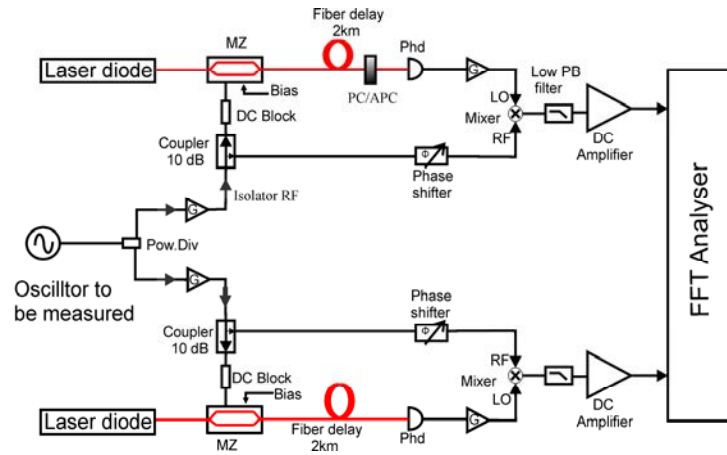 Fiber delay
2km
MZ
Phd
Laser diode
G
Bias
PC/APC
LO
Low PB
filter
DC Block
Mixer
RF
Coupler
10 dB
DC
Amplifier
Φ
Phase
shifter
Isolator RF
G
Pow.Div
G
Oscilltor to
be measured
Phase
shifter
Φ
Coupler
10 dB
RF
Mixer
DC Block
LO
DC
Amplifier
Bias
Laser diode
G
MZ
Fiber delay
2km
Phd
FFT Analyser